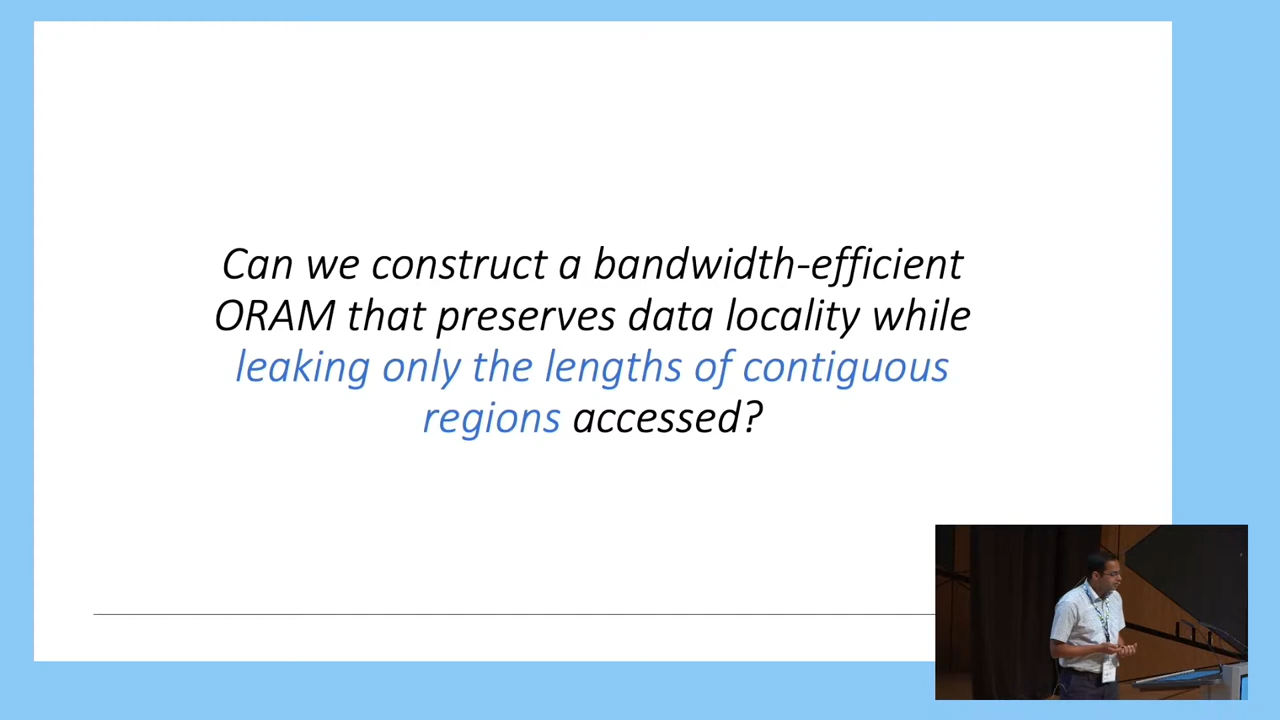 Can we construct a bandwidth-efficient
ORAM that preserves data locality while
leaking only the lengths of contiguous
regions accessed?